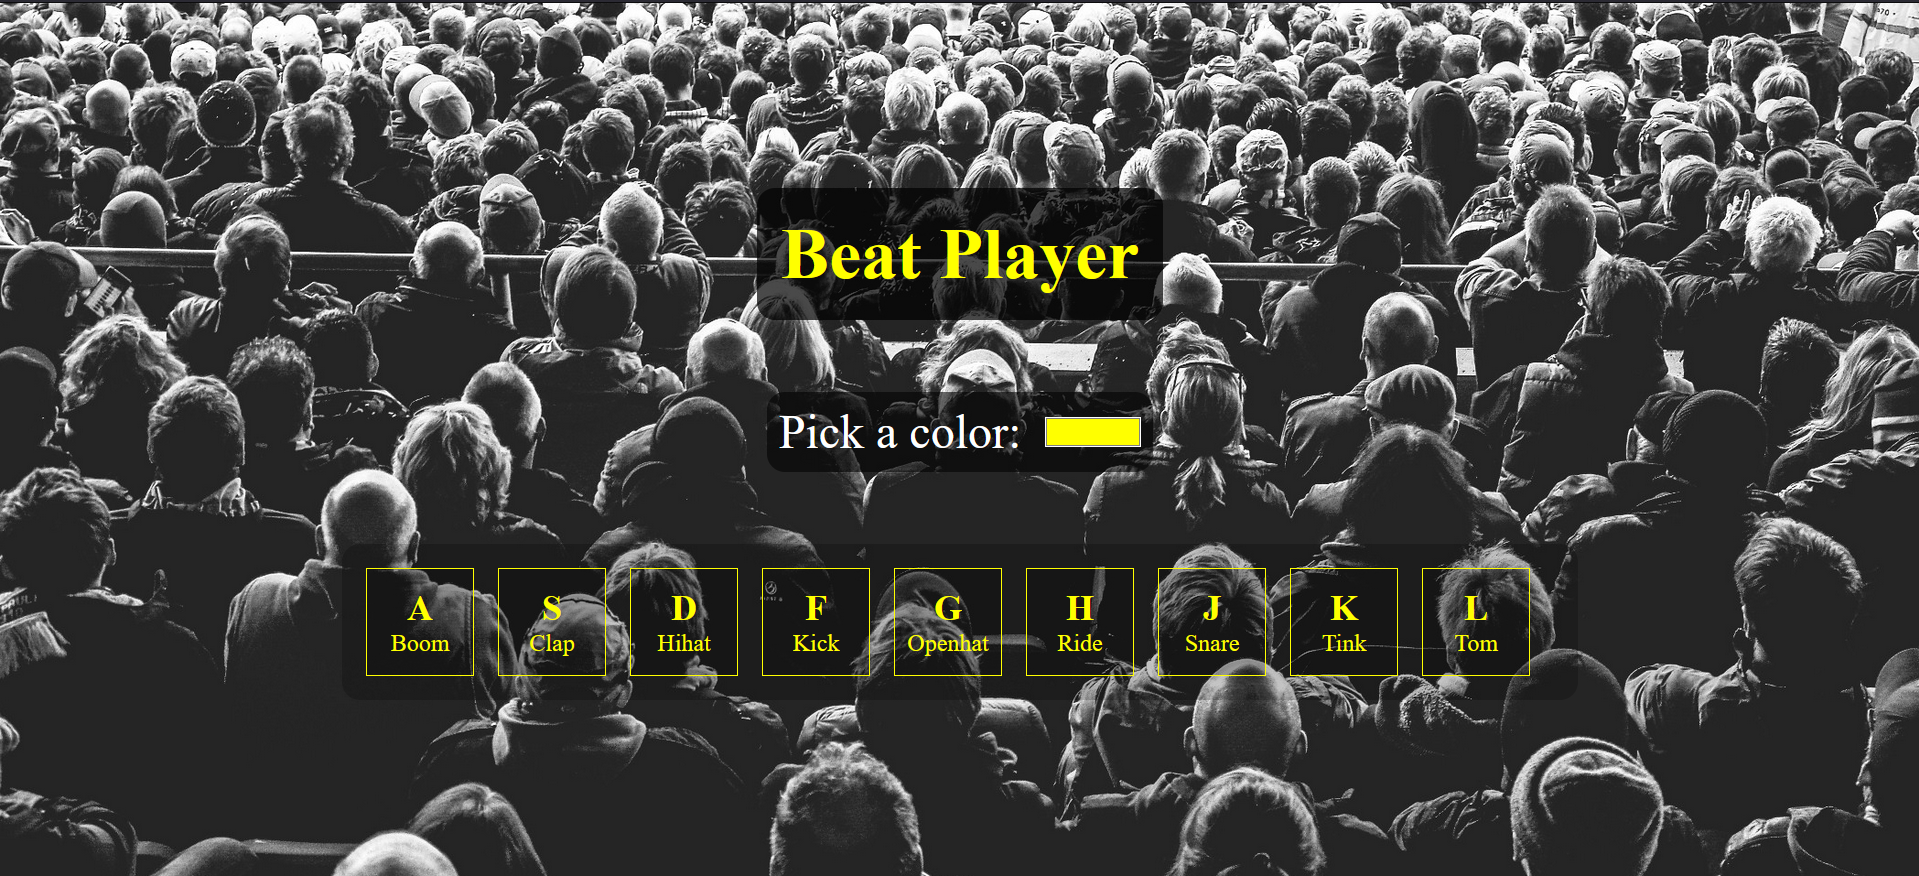 Beat Player
Pick a color:
A S D F G H J K L
Boom Clap Hihat Kick Openhat Ride Snare Tink Tom